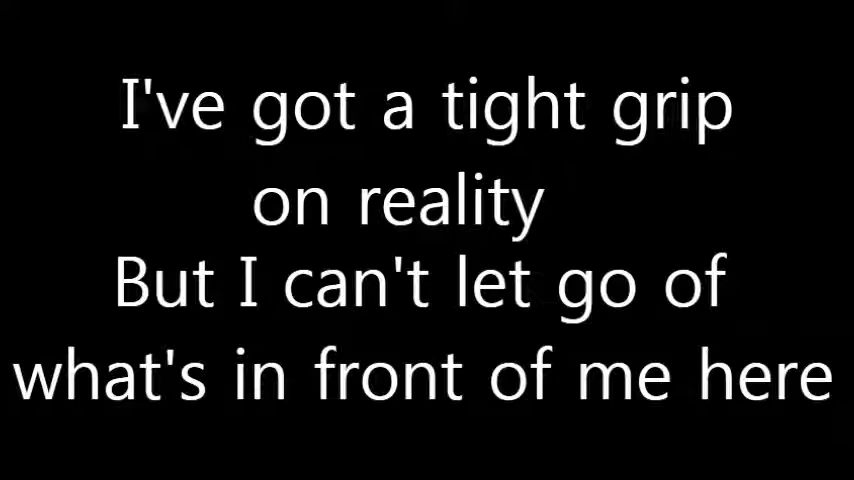 I've got a tight grip
on reality
But I can't let go of
what's in front of me here